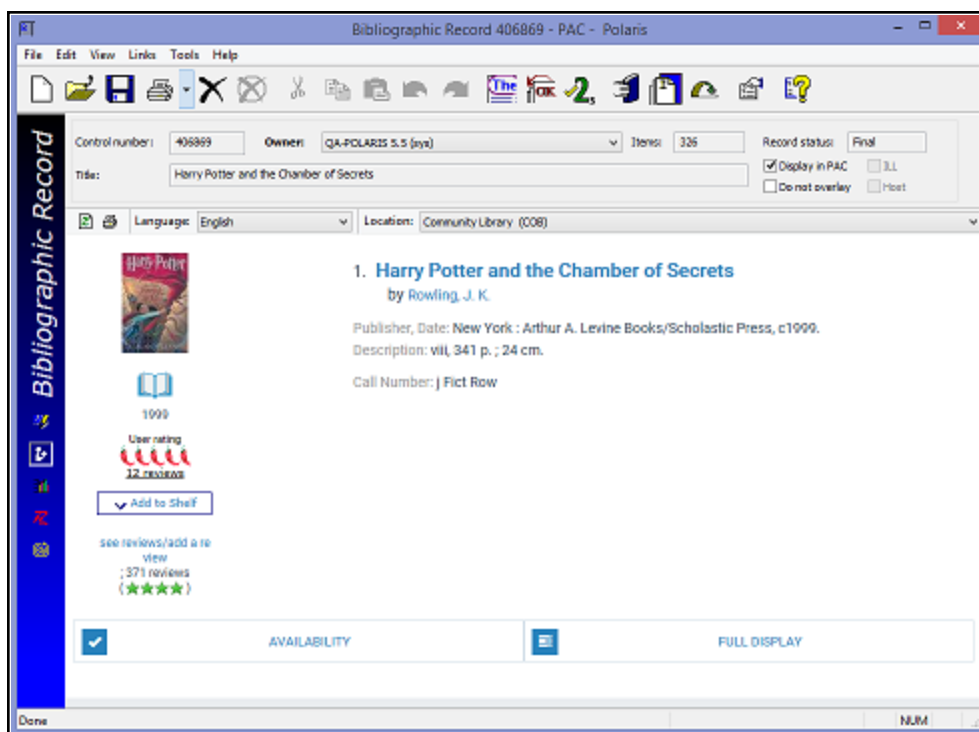 Bibliographic Record 406869 - PAC - Polaris
File Edit View Links Tools Help
Bibliographic Record
Control number: 406869 Owner: QA-POLARIS 5.5 (sys) Items: 326 Record status: Final
Display in PAC ILL
Title: Harry Potter and the Chamber of Secrets
Do not overlay Host
Language: English Location: Community Library (COB)
Harry Potter
1. Harry Potter and the Chamber of Secrets
by Rowling, J. K.
Publisher, Date: New York : Arthur A. Levine Books/Scholastic Press, c1999.
Description: viii, 341 p. ; 24 cm.
Call Number: j Fict Row
1999
User rating
12 reviews
Add to Shelf
see reviews/add a re
view
; 371 reviews
(★★★★)
AVAILABILITY FULL DISPLAY
Done NUM